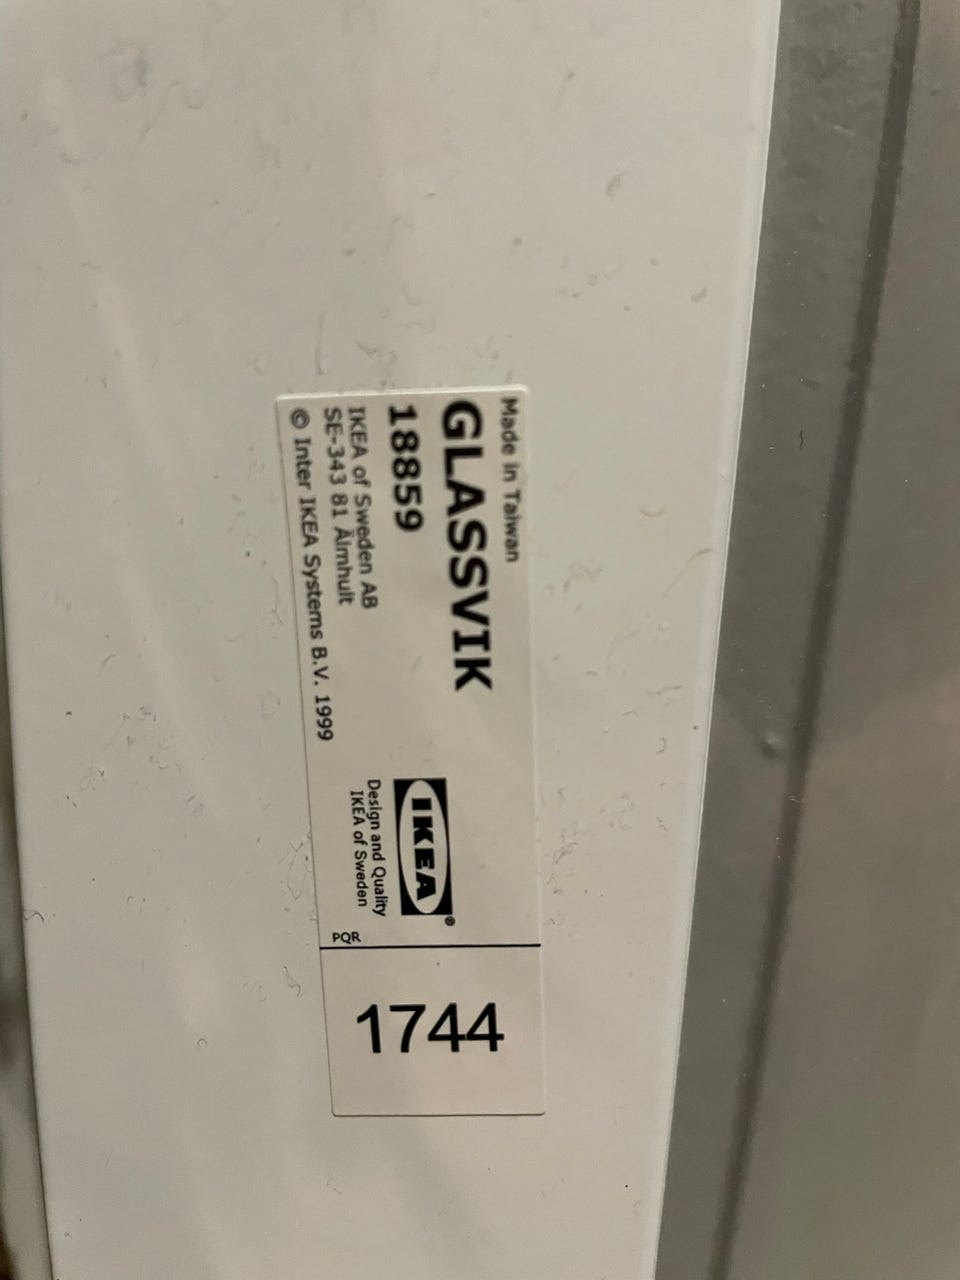 Made in Taiwan
GLASSVIK
18859
IKEA of Sweden AB
SE-343 81 Älmhult
© Inter IKEA Systems B.V. 1999
IKEA®
Design and Quality
IKEA of Sweden
PQR
1744